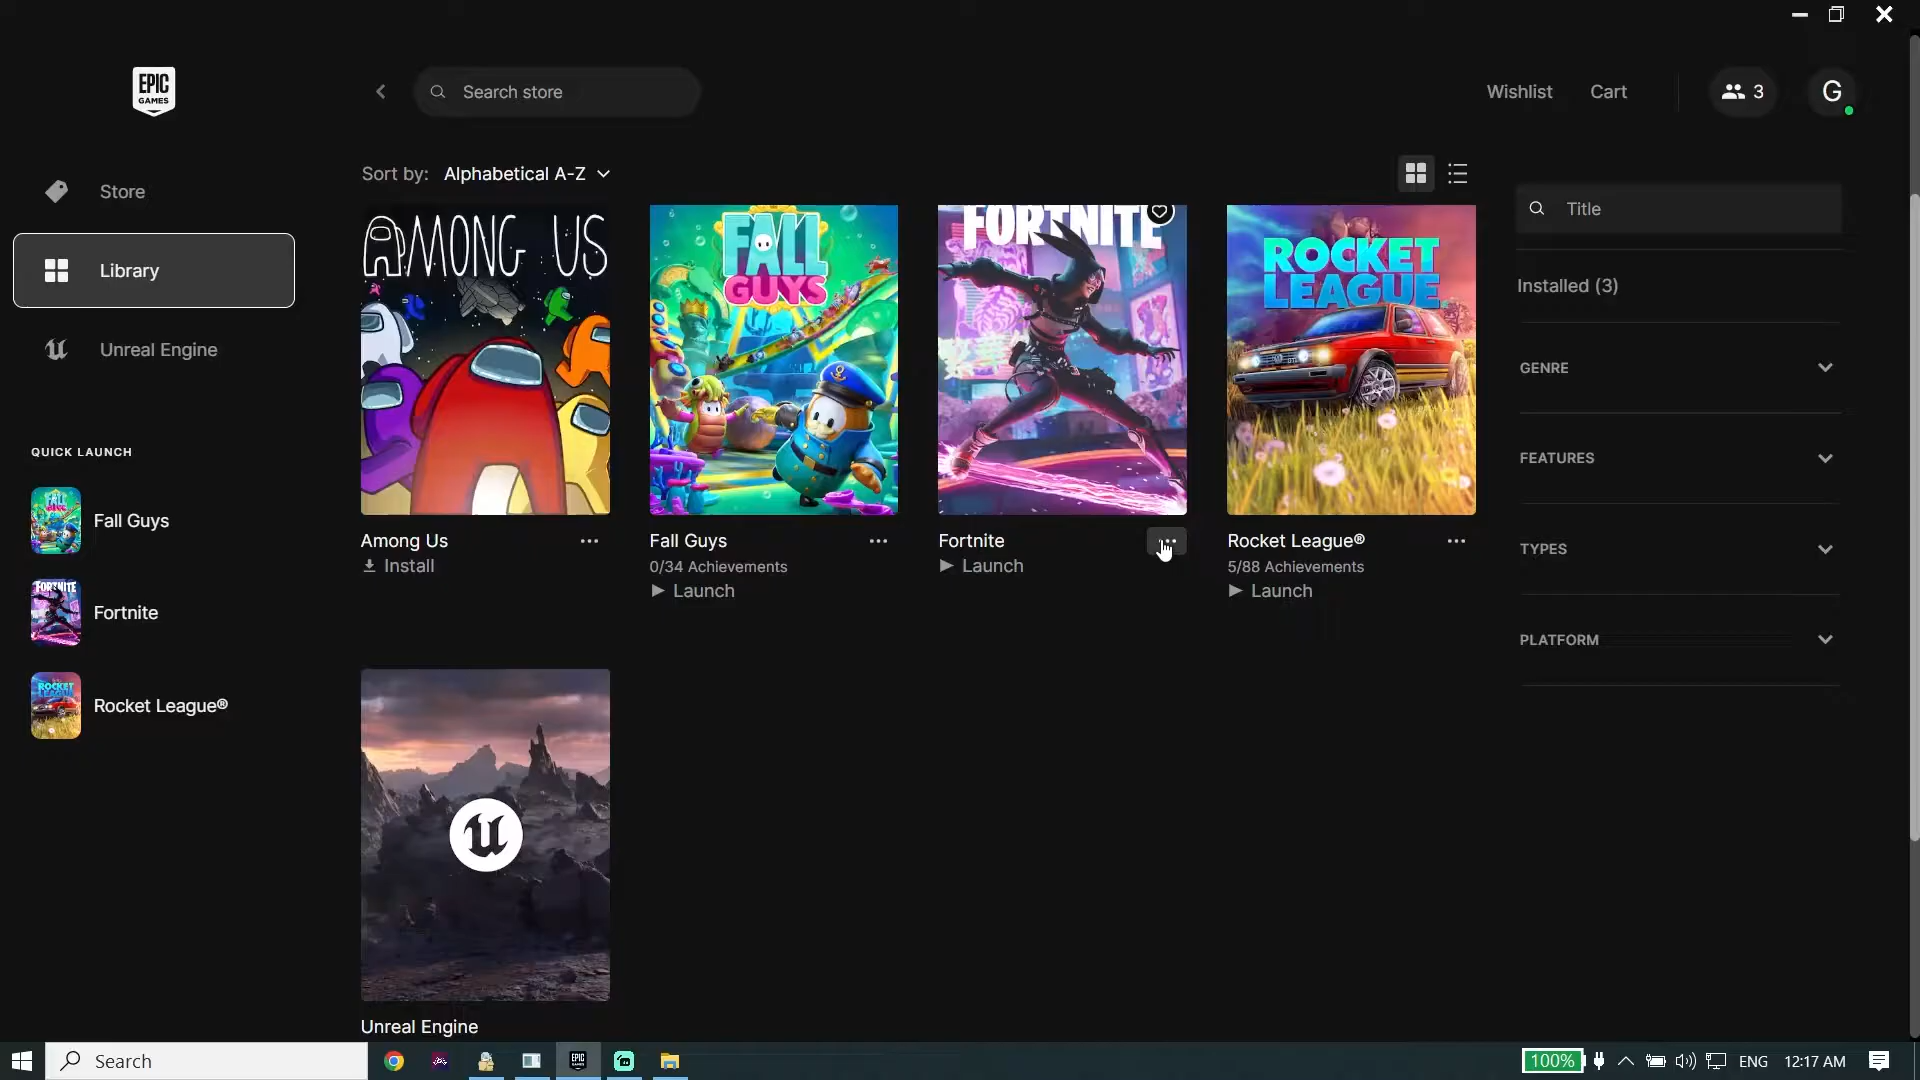 EPIC
GAMES
Search store
Wishlist
Cart
3
G
Store
Library
Unreal Engine
QUICK LAUNCH
Fall Guys
Fortnite
Rocket League®
Sort by: Alphabetical A-Z
AMONG US
FALL
GUYS
FORTNITE
ROCKET
LEAGUE
Among Us
Install
Fall Guys
0/34 Achievements
Launch
Fortnite
Launch
Rocket League®
5/88 Achievements
Launch
Unreal Engine
Title
Installed (3)
GENRE
FEATURES
TYPES
PLATFORM
Search
100%
ENG
12:17 AM